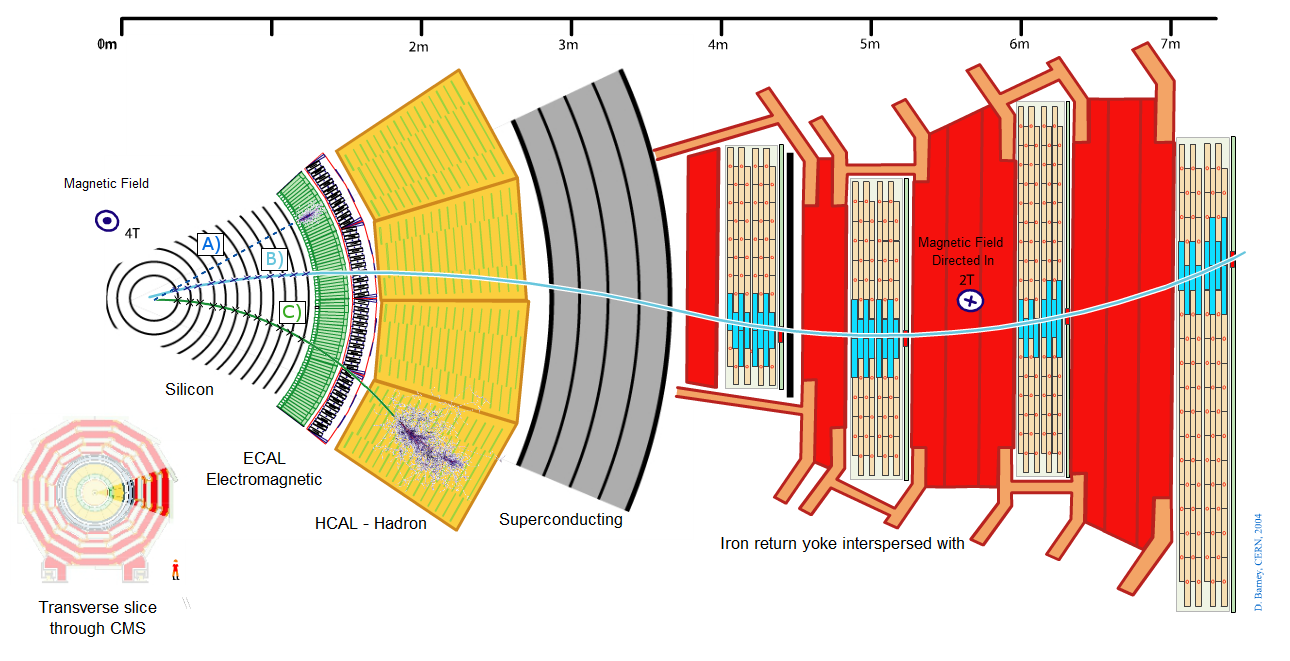 0m
2m
3m
4m
5m
6m
7m
Magnetic Field
4T
A)
B)
C)
Silicon
ECAL
Electromagnetic
HCAL - Hadron
Superconducting
Magnetic Field
Directed In
2T
Iron return yoke interspersed with
Transverse slice
through CMS
D. Barney, CERN, 2004